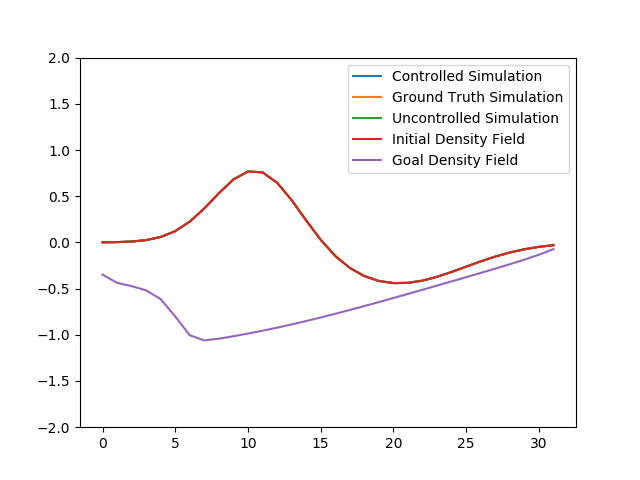 2.0
1.5
1.0
0.5
0.0
−0.5
−1.0
−1.5
−2.0
0 5 10 15 20 25 30
Controlled Simulation
Ground Truth Simulation
Uncontrolled Simulation
Initial Density Field
Goal Density Field